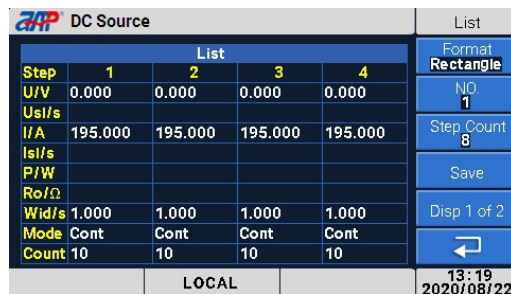 AAP DC Source
List
List
Step 1 2 3 4
U/V 0.000 0.000 0.000 0.000
Usl/s
I/A 195.000 195.000 195.000 195.000
Isl/s
P/W
Ro/Ω
Wid/s 1.000 1.000 1.000 1.000
Mode Cont Cont Cont Cont
Count 10 10 10 10
Format
Rectangle
NO.
1
Step Count
8
Save
Disp 1 of 2
LOCAL
13:19
2020/08/22